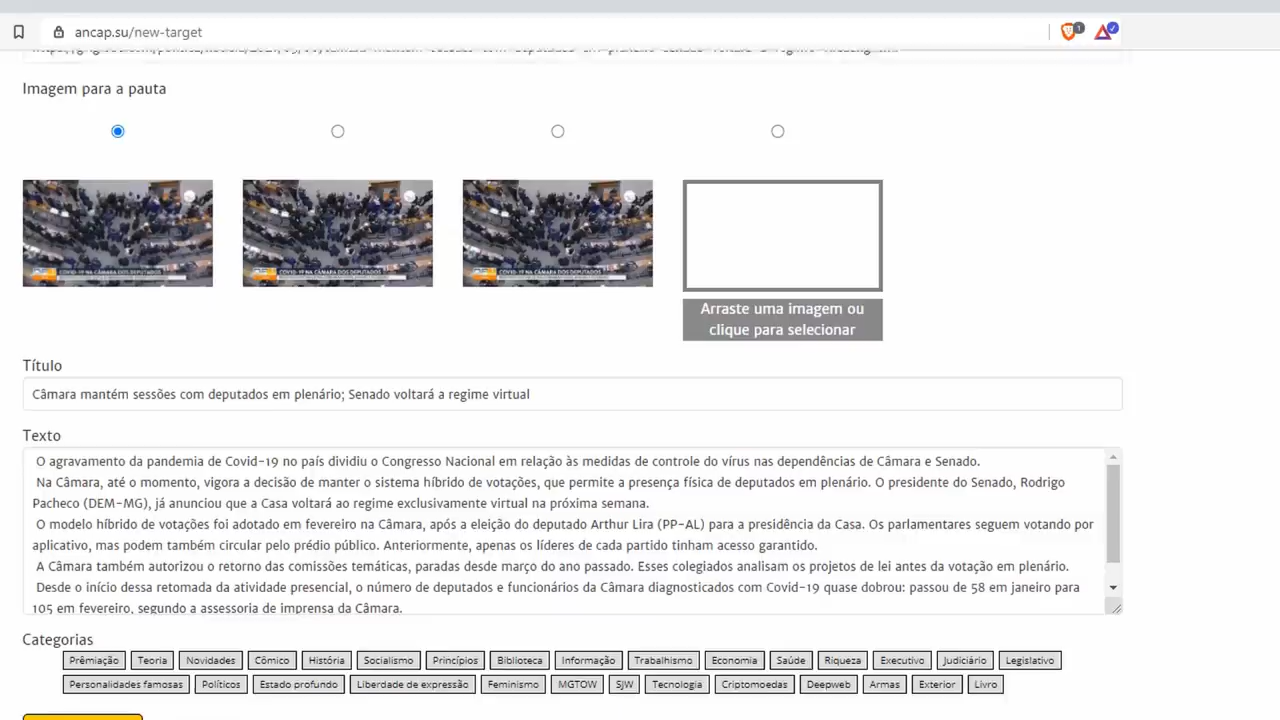 ancap.su/new-target
1
Imagem para a pauta
COVID-19 NA CÂMARA DOS DEPUTADOS
COVID-19 NA CÂMARA DOS DEPUTADOS
COVID-19 NA CÂMARA DOS DEPUTADOS
Arraste uma imagem ou
clique para selecionar
Título
Câmara mantém sessões com deputados em plenário; Senado voltará a regime virtual
Texto
O agravamento da pandemia de Covid-19 no país dividiu o Congresso Nacional em relação às medidas de controle do vírus nas dependências de Câmara e Senado.
Na Câmara, até o momento, vigora a decisão de manter o sistema híbrido de votações, que permite a presença física de deputados em plenário. O presidente do Senado, Rodrigo
Pacheco (DEM-MG), já anunciou que a Casa voltará ao regime exclusivamente virtual na próxima semana.
O modelo híbrido de votações foi adotado em fevereiro na Câmara, após a eleição do deputado Arthur Lira (PP-AL) para a presidência da Casa. Os parlamentares seguem votando por
aplicativo, mas podem também circular pelo prédio público. Anteriormente, apenas os líderes de cada partido tinham acesso garantido.
A Câmara também autorizou o retorno das comissões temáticas, paradas desde março do ano passado. Esses colegiados analisam os projetos de lei antes da votação em plenário.
Desde o início dessa retomada da atividade presencial, o número de deputados e funcionários da Câmara diagnosticados com Covid-19 quase dobrou: passou de 58 em janeiro para
105 em fevereiro, segundo a assessoria de imprensa da Câmara.
Categorias
Prêmiação Teoria Novidades Cômico História Socialismo Princípios Biblioteca Informação Trabalhismo Economia Saúde Riqueza Executivo Judiciário Legislativo
Personalidades famosas Políticos Estado profundo Liberdade de expressão Feminismo MGTOW SJW Tecnologia Criptomoedas Deepweb Armas Exterior Livro